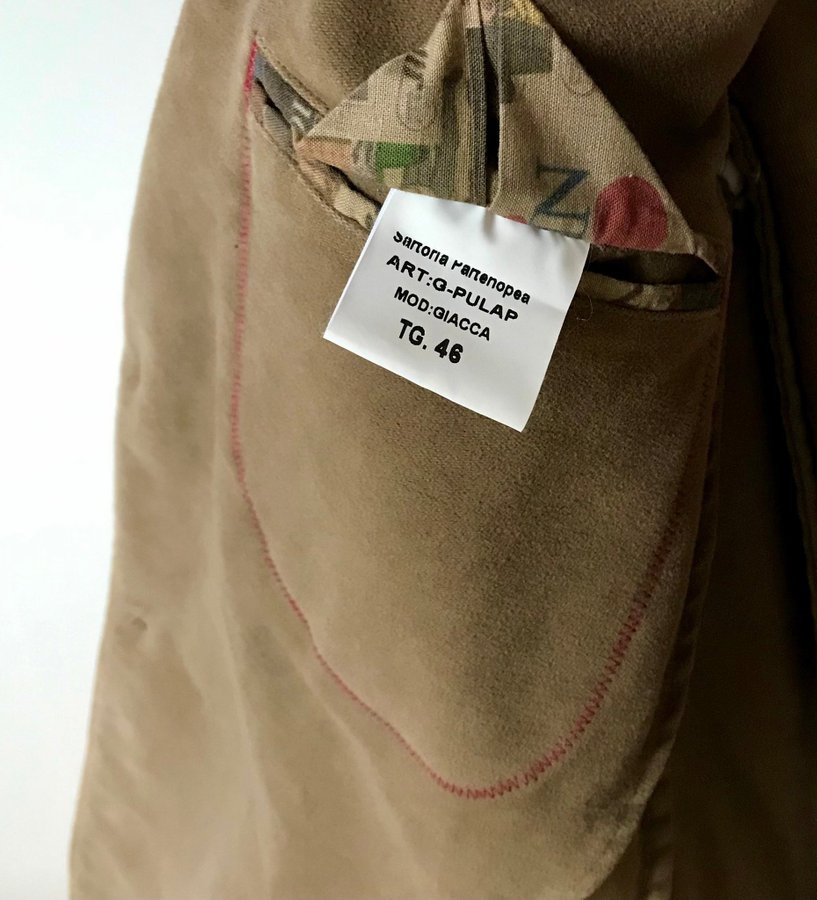 N
Sartoria Partenopea
ART:G-PULAP
MOD:GIACCA
TG. 46